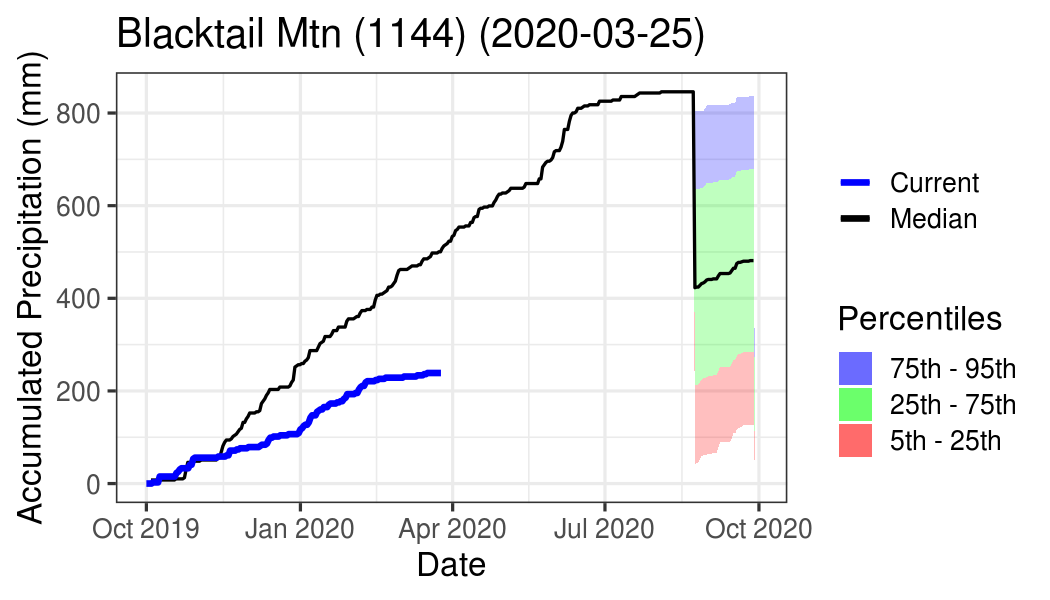 Blacktail Mtn (1144) (2020-03-25)
Accumulated Precipitation (mm)
800
600
400
200
0
Oct 2019
Jan 2020
Apr 2020
Jul 2020
Oct 2020
Date
Current
Median
Percentiles
75th - 95th
25th - 75th
5th - 25th